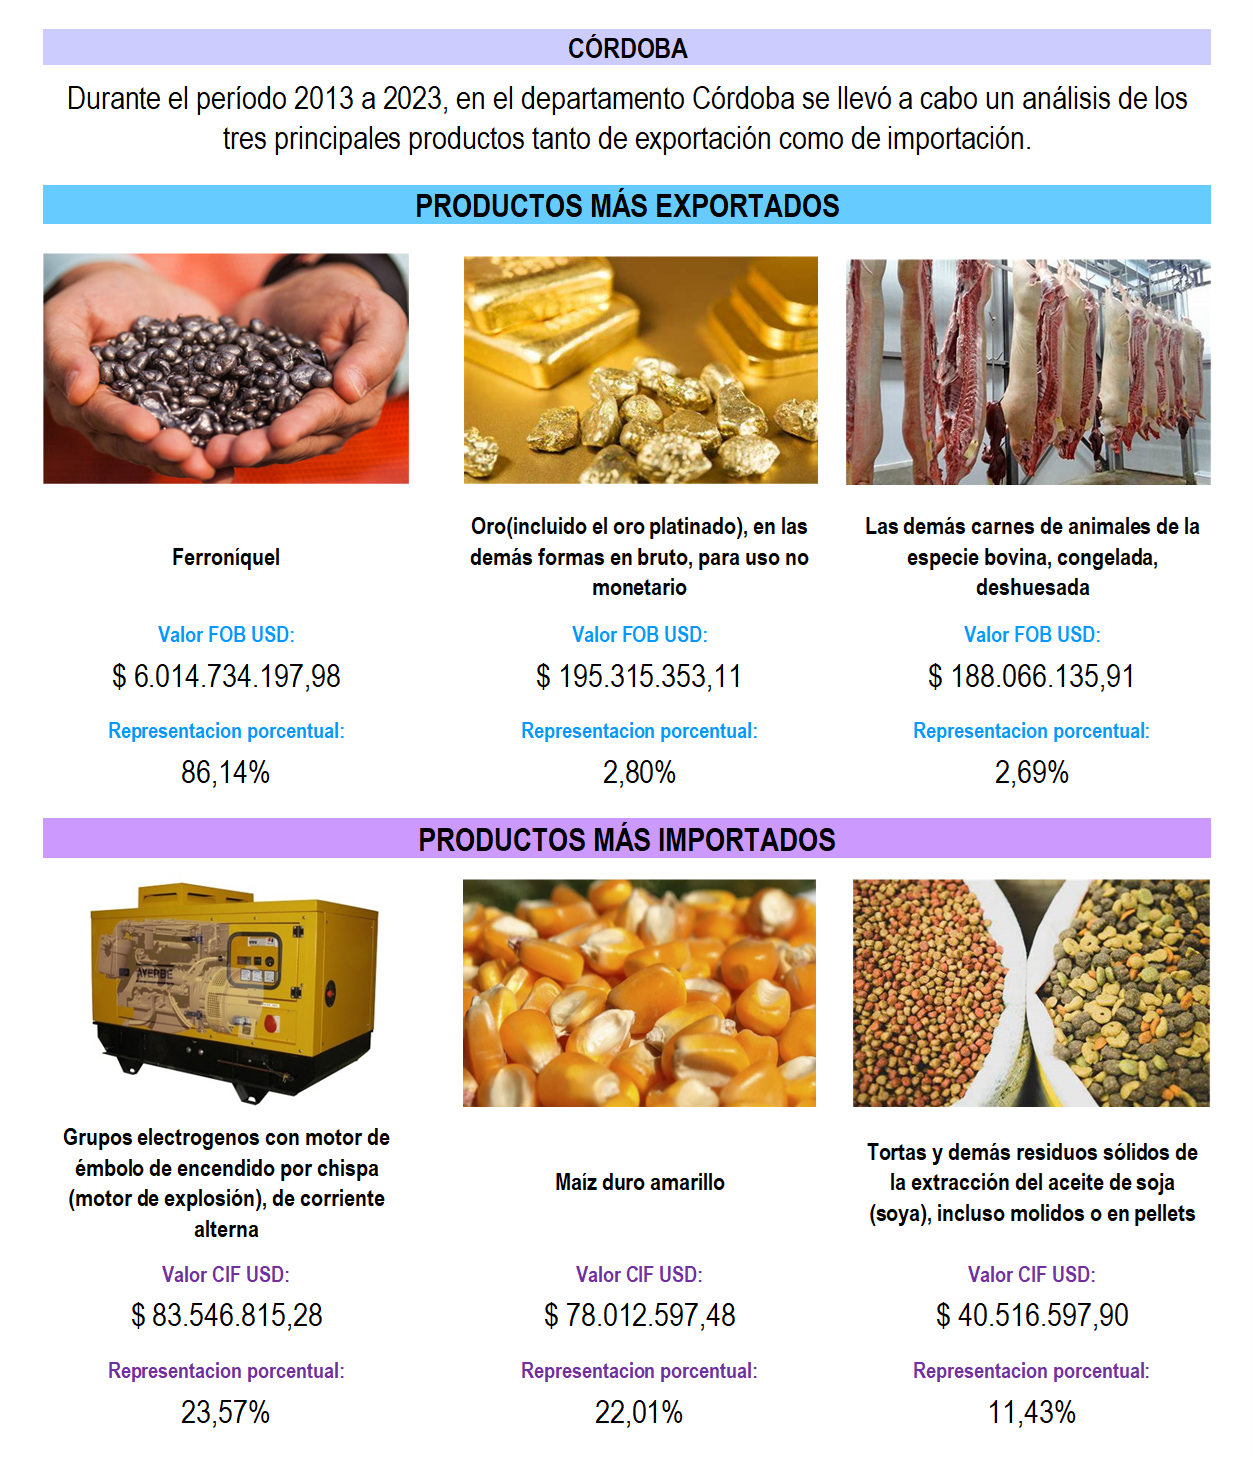 CÓRDOBA
Durante el período 2013 a 2023, en el departamento Córdoba se llevó a cabo un análisis de los
tres principales productos tanto de exportación como de importación.
PRODUCTOS MÁS EXPORTADOS
Ferroníquel
Oro(incluido el oro platinado), en las
demás formas en bruto, para uso no
monetario
Las demás carnes de animales de la
especie bovina, congelada,
deshuesada
Valor FOB USD:
Valor FOB USD:
Valor FOB USD:
$ 6.014.734.197,98
$ 195.315.353,11
$ 188.066.135,91
Representacion porcentual:
Representacion porcentual:
Representacion porcentual:
86,14%
2,80%
2,69%
PRODUCTOS MÁS IMPORTADOS
AYERBE
Grupos electrogenos con motor de
émbolo de encendido por chispa
(motor de explosión), de corriente
alterna
Maíz duro amarillo
Tortas y demás residuos sólidos de
la extracción del aceite de soja
(soya), incluso molidos o en pellets
Valor CIF USD:
Valor CIF USD:
Valor CIF USD:
$ 83.546.815,28
$ 78.012.597,48
$ 40.516.597,90
Representacion porcentual:
Representacion porcentual:
Representacion porcentual:
23,57%
22,01%
11,43%